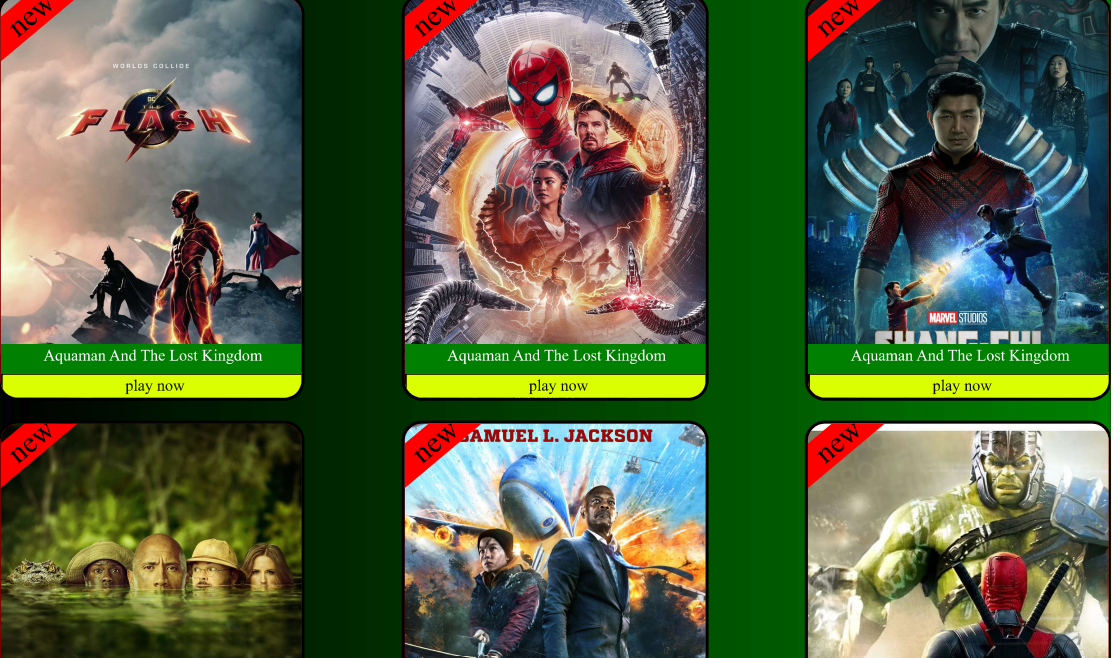 new
new
new
WORLDS COLLIDE
DC
THE
FLASH
MARVEL STUDIOS
SHANG-CHI
Aquaman And The Lost Kingdom
Aquaman And The Lost Kingdom
Aquaman And The Lost Kingdom
play now
play now
play now
new
new
new
SAMUEL L. JACKSON